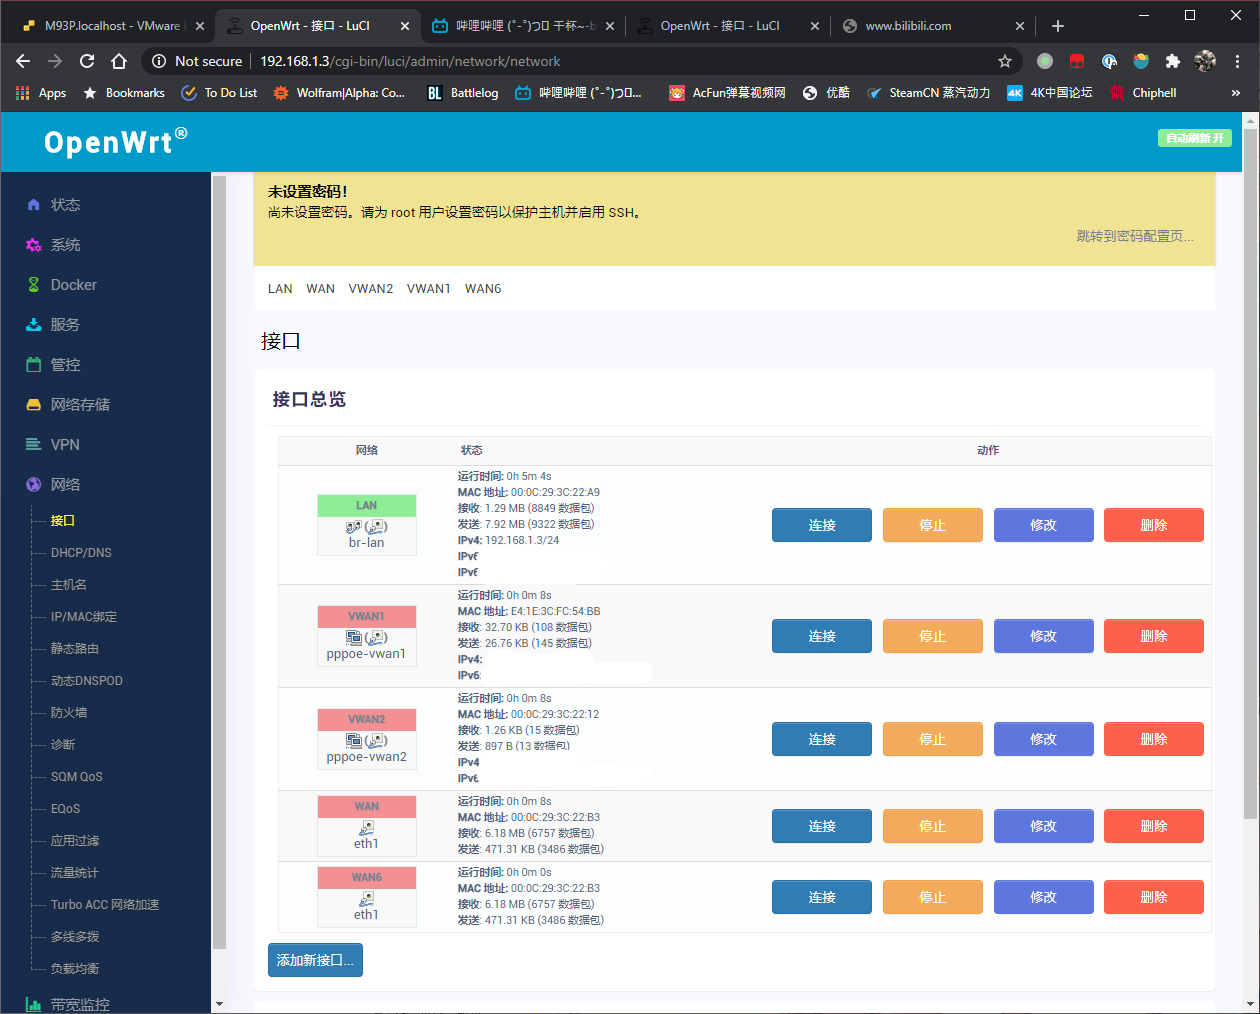 M93P.localhost - VMware
OpenWrt - 接口 - LuCI
哔哩哔哩 (゜-゜)つロ 干杯~-b
OpenWrt - 接口 - LuCI
www.bilibili.com
Not secure
192.168.1.3/cgi-bin/luci/admin/network/network
Apps
Bookmarks
To Do List
Wolfram|Alpha: Co...
BL Battlelog
哔哩哔哩 (゜-゜)つロ...
AcFun弹幕视频网
优酷
SteamCN 蒸汽动力
4K 4K中国论坛
Chiphell
»
OpenWrt®
自动刷新 开
状态
系统
Docker
服务
管控
网络存储
VPN
网络
接口
DHCP/DNS
主机名
IP/MAC绑定
静态路由
动态DNSPOD
防火墙
诊断
SQM QoS
EQoS
应用过滤
流量统计
Turbo ACC 网络加速
多线多拨
负载均衡
带宽监控
未设置密码！
尚未设置密码。请为 root 用户设置密码以保护主机并启用 SSH。
跳转到密码配置页...
LAN WAN VWAN2 VWAN1 WAN6
接口
接口总览
网络 状态 动作
LAN
br-lan
运行时间: 0h 5m 4s
MAC 地址: 00:0C:29:3C:22:A9
接收: 1.29 MB (8849 数据包)
发送: 7.92 MB (9322 数据包)
IPv4: 192.168.1.3/24
IPv6
IPv6
连接 停止 修改 删除
VWAN1
pppoe-vwan1
运行时间: 0h 0m 8s
MAC 地址: E4:1E:3C:FC:54:BB
接收: 32.70 KB (108 数据包)
发送: 26.76 KB (145 数据包)
IPv4:
IPv6:
连接 停止 修改 删除
VWAN2
pppoe-vwan2
运行时间: 0h 0m 8s
MAC 地址: 00:0C:29:3C:22:12
接收: 1.26 KB (15 数据包)
发送: 897 B (13 数据包)
IPv4
IPv6
连接 停止 修改 删除
WAN
eth1
运行时间: 0h 0m 8s
MAC 地址: 00:0C:29:3C:22:B3
接收: 6.18 MB (6757 数据包)
发送: 471.31 KB (3486 数据包)
连接 停止 修改 删除
WAN6
eth1
运行时间: 0h 0m 0s
MAC 地址: 00:0C:29:3C:22:B3
接收: 6.18 MB (6757 数据包)
发送: 471.31 KB (3486 数据包)
连接 停止 修改 删除
添加新接口...